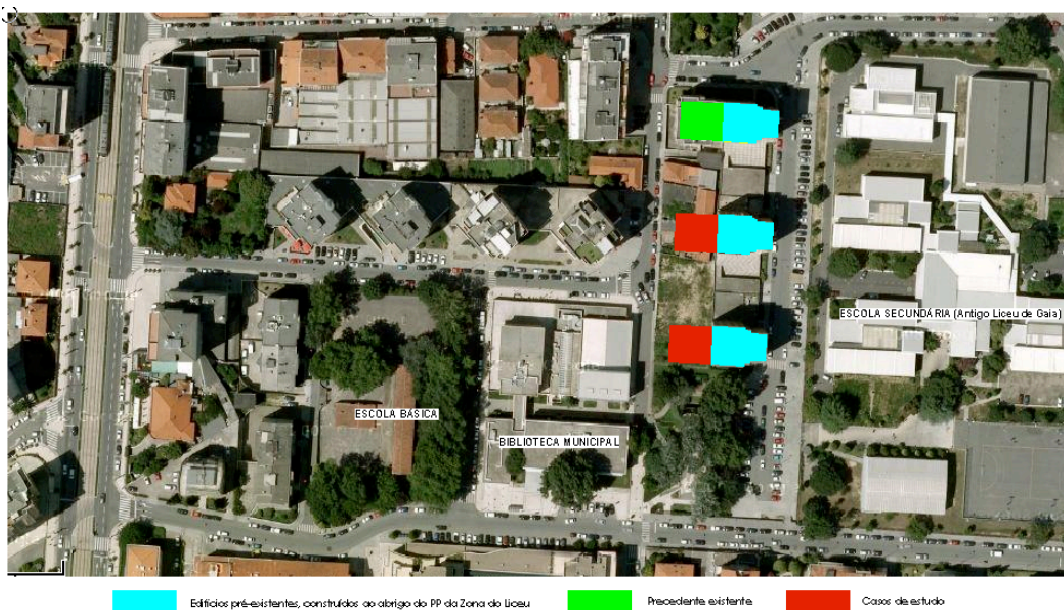 ESCOLA SECUNDÁRIA (Antigo Liceu de Gaia)
ESCOLA BÁSICA
BIBLIOTECA MUNICIPAL
Edifícios pré-existentes, construídos ao abrigo do PP da Zona do Liceu
Precedente existente
Casos de estudo